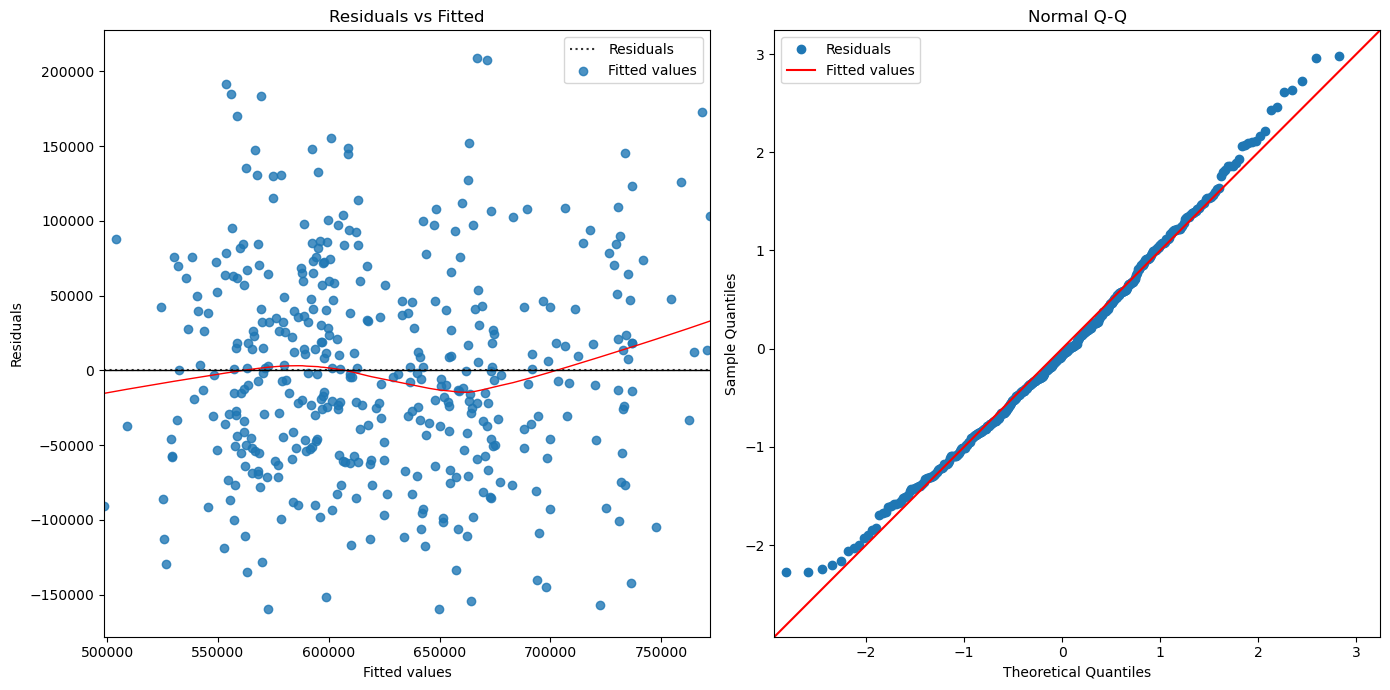 Residuals vs Fitted
Residuals
Fitted values
200000
150000
100000
50000
0
−50000
−100000
−150000
Residuals
500000 550000 600000 650000 700000 750000
Fitted values
Normal Q-Q
Residuals
Fitted values
3
2
1
0
−1
−2
Sample Quantiles
−2 −1 0 1 2 3
Theoretical Quantiles